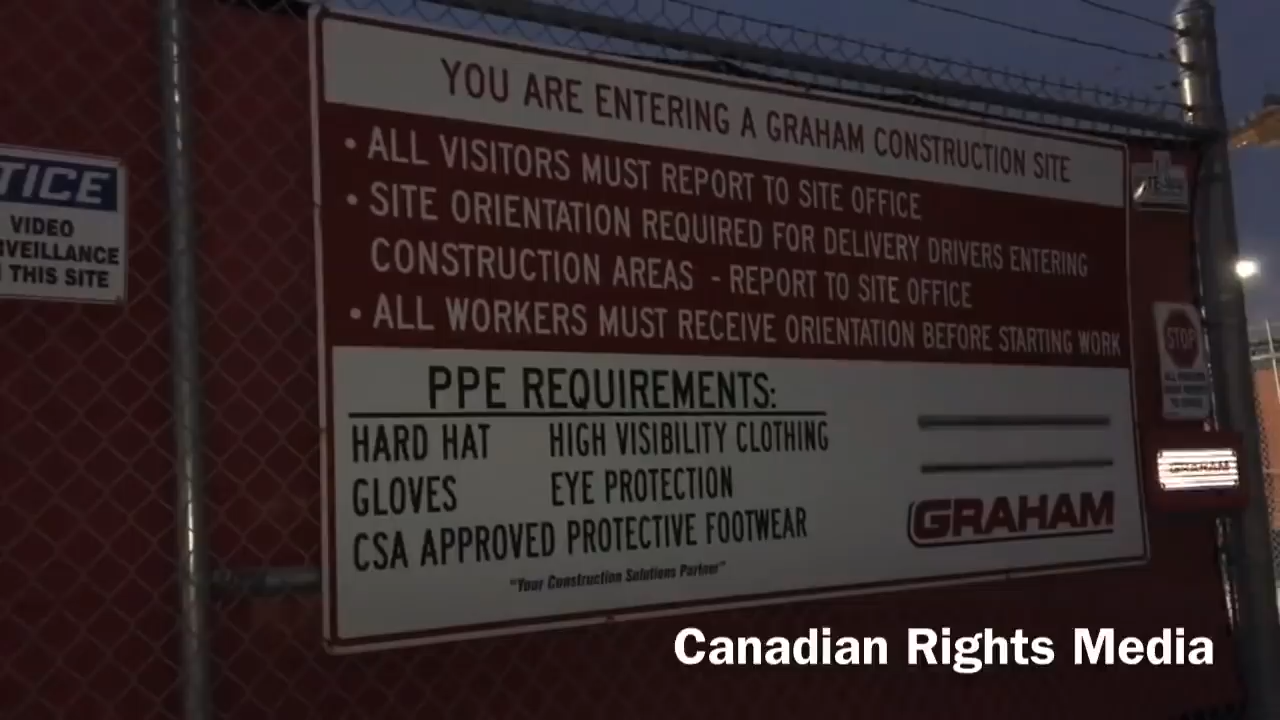 YOU ARE ENTERING A GRAHAM CONSTRUCTION SITE
• ALL VISITORS MUST REPORT TO SITE OFFICE
• SITE ORIENTATION REQUIRED FOR DELIVERY DRIVERS ENTERING
CONSTRUCTION AREAS - REPORT TO SITE OFFICE
• ALL WORKERS MUST RECEIVE ORIENTATION BEFORE STARTING WORK
PPE REQUIREMENTS:
HARD HAT HIGH VISIBILITY CLOTHING
GLOVES EYE PROTECTION
CSA APPROVED PROTECTIVE FOOTWEAR
"Your Construction Solutions Partner"
GRAHAM
TICE
VIDEO
RVEILLANCE
THIS SITE
STOP
GRAHAM
Canadian Rights Media